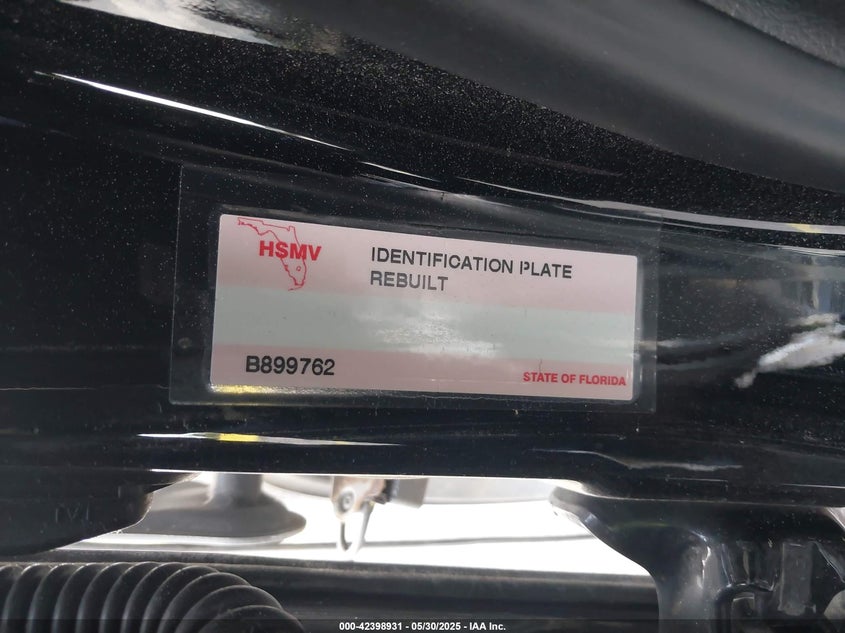 HSMV
IDENTIFICATION PLATE
REBUILT
B899762
STATE OF FLORIDA
000-42398931 - 05/30/2025 - IAA Inc.